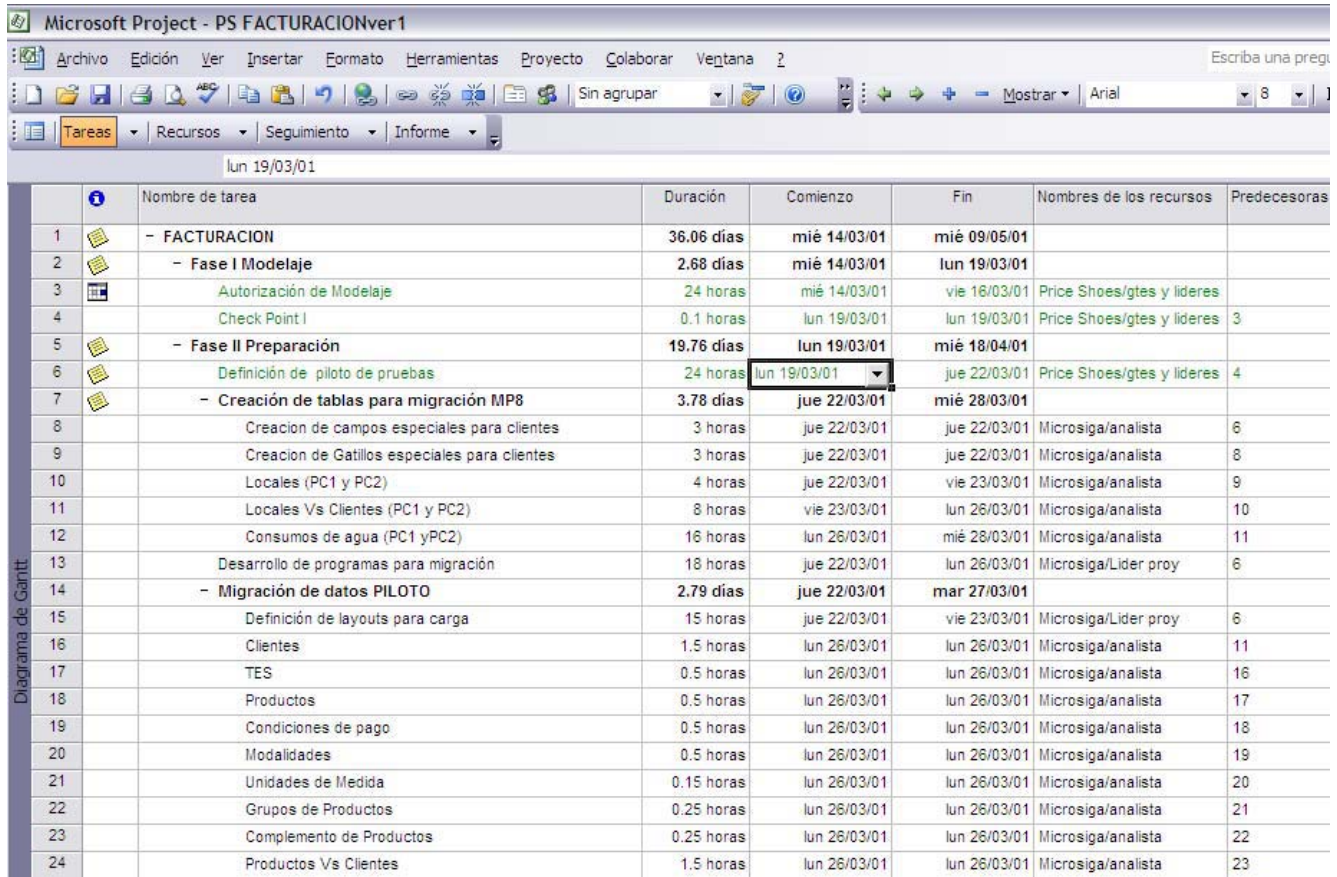 Microsoft Project - PS FACTURACIONver1
Archivo Edición Ver Insertar Formato Herramientas Proyecto Colaborar Ventana ? Escriba una pregu
Sin agrupar Mostrar Arial 8
Tareas Recursos Seguimiento Informe
lun 19/03/01
Nombre de tarea Duración Comienzo Fin Nombres de los recursos Predecesoras
1 - FACTURACION 36.06 días mié 14/03/01 mié 09/05/01
2 - Fase I Modelaje 2.68 días mié 14/03/01 lun 19/03/01
3 Autorización de Modelaje 24 horas mié 14/03/01 vie 16/03/01 Price Shoes/gtes y lideres
4 Check Point I 0.1 horas lun 19/03/01 lun 19/03/01 Price Shoes/gtes y lideres 3
5 - Fase II Preparación 19.76 días lun 19/03/01 mié 18/04/01
6 Definición de piloto de pruebas 24 horas lun 19/03/01 jue 22/03/01 Price Shoes/gtes y lideres 4
7 - Creación de tablas para migración MP8 3.78 días jue 22/03/01 mié 28/03/01
8 Creacion de campos especiales para clientes 3 horas jue 22/03/01 jue 22/03/01 Microsiga/analista 6
9 Creacion de Gatillos especiales para clientes 3 horas jue 22/03/01 jue 22/03/01 Microsiga/analista 8
10 Locales (PC1 y PC2) 4 horas jue 22/03/01 vie 23/03/01 Microsiga/analista 9
11 Locales Vs Clientes (PC1 y PC2) 8 horas vie 23/03/01 lun 26/03/01 Microsiga/analista 10
12 Consumos de agua (PC1 yPC2) 16 horas lun 26/03/01 mié 28/03/01 Microsiga/analista 11
13 Desarrollo de programas para migración 18 horas jue 22/03/01 lun 26/03/01 Microsiga/Lider proy 6
14 - Migración de datos PILOTO 2.79 días jue 22/03/01 mar 27/03/01
15 Definición de layouts para carga 15 horas jue 22/03/01 vie 23/03/01 Microsiga/Lider proy 6
16 Clientes 1.5 horas lun 26/03/01 lun 26/03/01 Microsiga/analista 11
17 TES 0.5 horas lun 26/03/01 lun 26/03/01 Microsiga/analista 16
18 Productos 0.5 horas lun 26/03/01 lun 26/03/01 Microsiga/analista 17
19 Condiciones de pago 0.5 horas lun 26/03/01 lun 26/03/01 Microsiga/analista 18
20 Modalidades 0.5 horas lun 26/03/01 lun 26/03/01 Microsiga/analista 19
21 Unidades de Medida 0.15 horas lun 26/03/01 lun 26/03/01 Microsiga/analista 20
22 Grupos de Productos 0.25 horas lun 26/03/01 lun 26/03/01 Microsiga/analista 21
23 Complemento de Productos 0.25 horas lun 26/03/01 lun 26/03/01 Microsiga/analista 22
24 Productos Vs Clientes 1.5 horas lun 26/03/01 lun 26/03/01 Microsiga/analista 23
Diagrama de Gantt